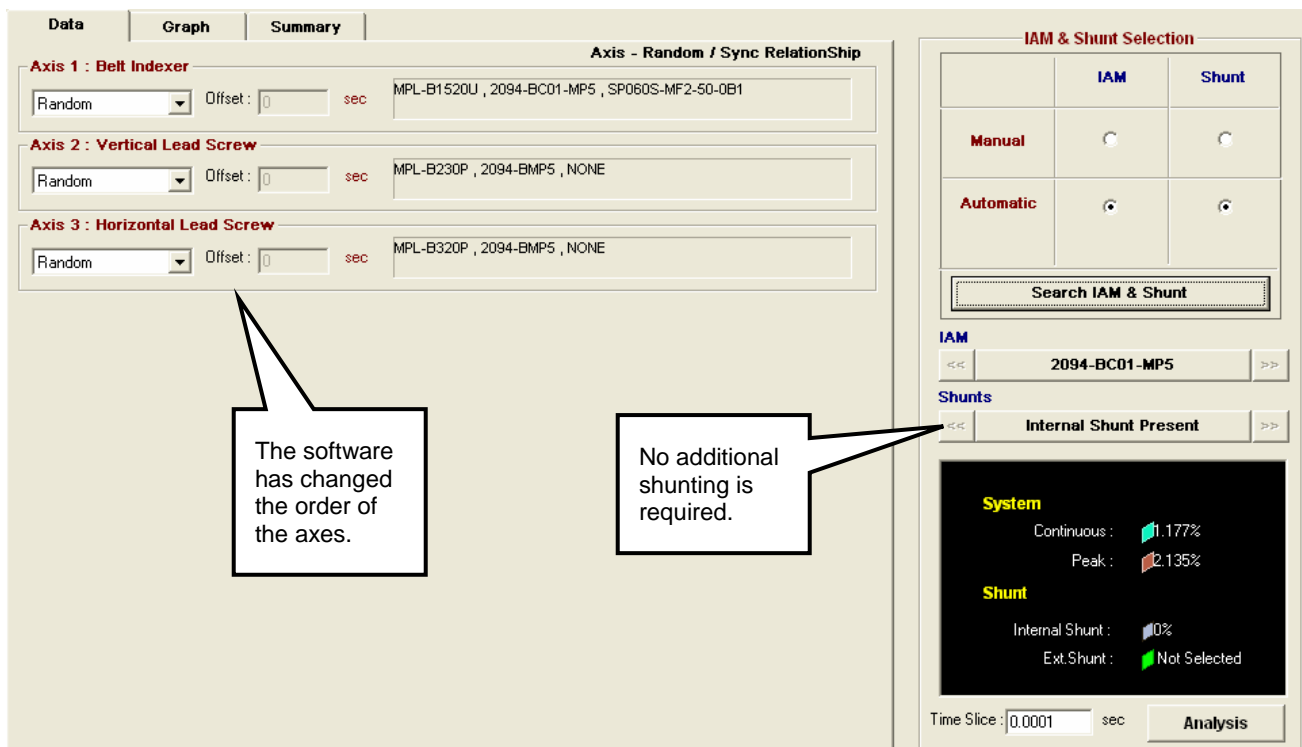 Data Graph Summary
Axis - Random / Sync RelationShip
Axis 1 : Belt Indexer
Random Offset : 0 sec MPL-B1520U , 2094-BC01-MP5 , SP060S-MF2-50-0B1
Axis 2 : Vertical Lead Screw
Random Offset : 0 sec MPL-B230P , 2094-BMP5 , NONE
Axis 3 : Horizontal Lead Screw
Random Offset : 0 sec MPL-B320P , 2094-BMP5 , NONE
The software
has changed
the order of
the axes.
No additional
shunting is
required.
IAM & Shunt Selection
IAM Shunt
Manual
Automatic
Search IAM & Shunt
IAM
<< 2094-BC01-MP5 >>
Shunts
<< Internal Shunt Present >>
System
Continuous : 1.177%
Peak : 2.135%
Shunt
Internal Shunt : 0%
Ext.Shunt : Not Selected
Time Slice : 0.0001 sec Analysis